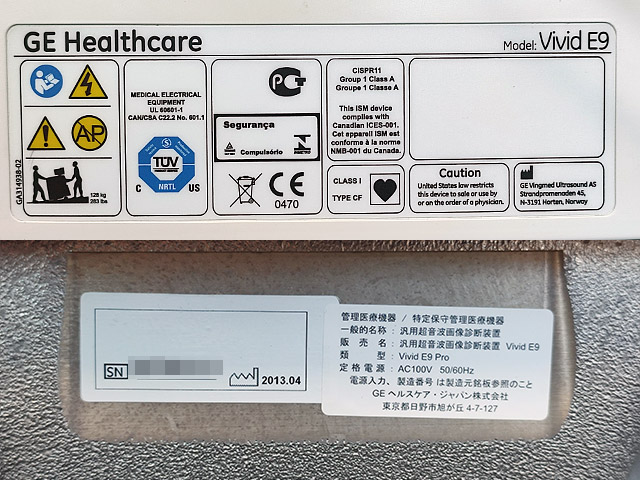 GE Healthcare
Model: Vivid E9
AP
128 kg
283 lbs
GA314938-02
MEDICAL ELECTRICAL
EQUIPMENT
UL 60601-1
CAN/CSA C22.2 No. 601.1
S
TÜV
NRTL
C US
PCT
Segurança
Compulsório
INMETRO
CE
0470
CISPR11
Group 1 Class A
Groupe 1 Class A
This ISM device
complies with
Canadian ICES-001.
Cet appareil ISM est
conforme à la norme
NMB-001 du Canada.
CLASS I
TYPE CF
Caution
United States law restricts
this device to sale or use by
or on the order of a physician.
GE Vingmed Ultrasound AS
Strandpromenaden 45,
N-3191 Horten, Norway
SN
2013.04
管理医療機器 / 特定保守管理医療機器
一般的名称 : 汎用超音波画像診断装置
販売名 : 汎用超音波画像診断装置 Vivid E9
類型 : Vivid E9 Pro
定格電源 : AC100V 50/60Hz
電源入力、製造番号 は製造元銘板参照のこと
GE ヘルスケア・ジャパン株式会社
東京都日野市旭が丘 4-7-127